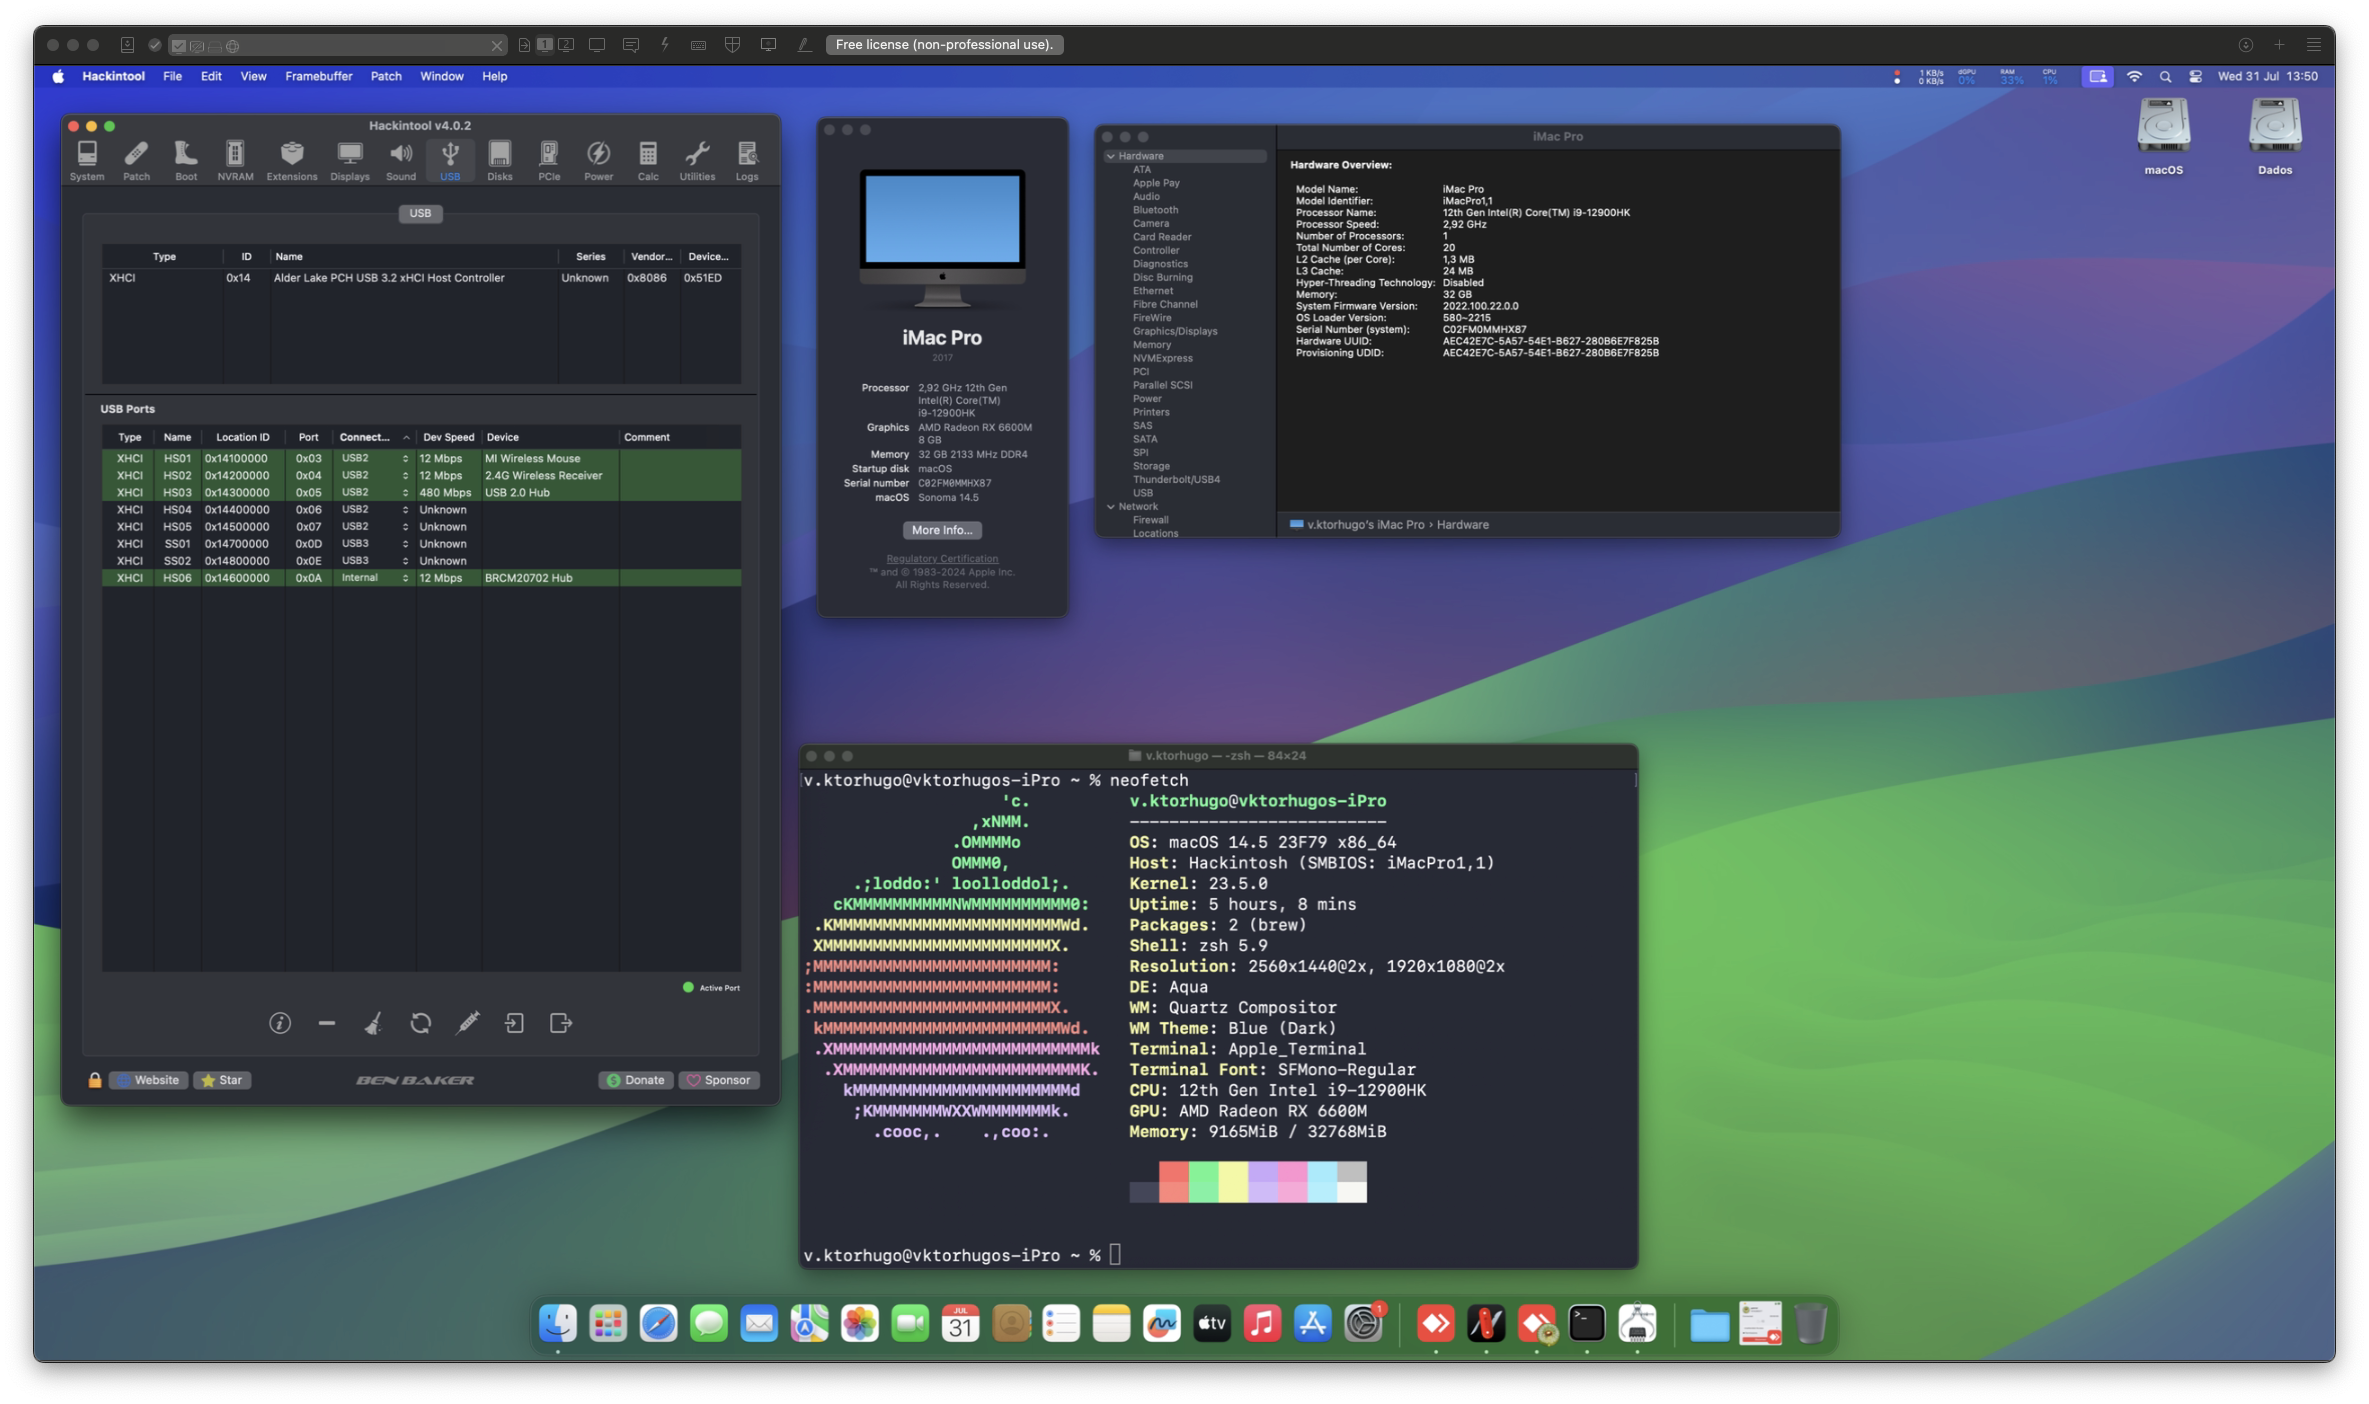 1 2
Free license (non-professional use).
Hackintool File Edit View Framebuffer Patch Window Help
1 KB/s
0 KB/s
dGPU
0%
RAM
33%
CPU
1%
Wed 31 Jul 13:50
macOS
Dados
Hackintool v4.0.2
System Patch Boot NVRAM Extensions Displays Sound USB Disks PCIe Power Calc Utilities Logs
USB
Type ID Name Series Vendor... Device...
XHCI 0x14 Alder Lake PCH USB 3.2 xHCI Host Controller Unknown 0x8086 0x51ED
USB Ports
Type Name Location ID Port Connect... Dev Speed Device Comment
XHCI HS01 0x14100000 0x03 USB2 12 Mbps MI Wireless Mouse
XHCI HS02 0x14200000 0x04 USB2 12 Mbps 2.4G Wireless Receiver
XHCI HS03 0x14300000 0x05 USB2 480 Mbps USB 2.0 Hub
XHCI HS04 0x14400000 0x06 USB2 Unknown
XHCI HS05 0x14500000 0x07 USB2 Unknown
XHCI SS01 0x14700000 0x0D USB3 Unknown
XHCI SS02 0x14800000 0x0E USB3 Unknown
XHCI HS06 0x14600000 0x0A Internal 12 Mbps BRCM20702 Hub
Active Port
Website Star BEN BAKER Donate Sponsor
iMac Pro
2017
Processor 2,92 GHz 12th Gen
Intel(R) Core(TM)
i9-12900HK
Graphics AMD Radeon RX 6600M
8 GB
Memory 32 GB 2133 MHz DDR4
Startup disk macOS
Serial number C02FM0MMHX87
macOS Sonoma 14.5
More Info...
Regulatory Certification
™ and © 1983-2024 Apple Inc.
All Rights Reserved.
iMac Pro
Hardware
ATA
Apple Pay
Audio
Bluetooth
Camera
Card Reader
Controller
Diagnostics
Disc Burning
Ethernet
Fibre Channel
FireWire
Graphics/Displays
Memory
NVMExpress
PCI
Parallel SCSI
Power
Printers
SAS
SATA
SPI
Storage
Thunderbolt/USB4
USB
Network
Firewall
Locations
Hardware Overview:
Model Name: iMac Pro
Model Identifier: iMacPro1,1
Processor Name: 12th Gen Intel(R) Core(TM) i9-12900HK
Processor Speed: 2,92 GHz
Number of Processors: 1
Total Number of Cores: 20
L2 Cache (per Core): 1,3 MB
L3 Cache: 24 MB
Hyper-Threading Technology: Disabled
Memory: 32 GB
System Firmware Version: 2022.100.22.0.0
OS Loader Version: 580~2215
Serial Number (system): C02FM0MMHX87
Hardware UUID: AEC42E7C-5A57-54E1-B627-280B6E7F825B
Provisioning UDID: AEC42E7C-5A57-54E1-B627-280B6E7F825B
v.ktorhugo's iMac Pro › Hardware
v.ktorhugo — -zsh — 84×24
v.ktorhugo@vktorhugos-iPro ~ % neofetch
'c. v.ktorhugo@vktorhugos-iPro
,xNMM. --------------------------
.OMMMMo OS: macOS 14.5 23F79 x86_64
OMMM0, Host: Hackintosh (SMBIOS: iMacPro1,1)
.;loddo:' loolloddol;. Kernel: 23.5.0
cKMMMMMMMMMMNWMMMMMMMMMM0: Uptime: 5 hours, 8 mins
.KMMMMMMMMMMMMMMMMMMMMMMMWd. Packages: 2 (brew)
XMMMMMMMMMMMMMMMMMMMMMMMX. Shell: zsh 5.9
;MMMMMMMMMMMMMMMMMMMMMMMM: Resolution: 2560x1440@2x, 1920x1080@2x
:MMMMMMMMMMMMMMMMMMMMMMMM: DE: Aqua
.MMMMMMMMMMMMMMMMMMMMMMMMX. WM: Quartz Compositor
kMMMMMMMMMMMMMMMMMMMMMMMMWd. WM Theme: Blue (Dark)
.XMMMMMMMMMMMMMMMMMMMMMMMMMMk Terminal: Apple_Terminal
.XMMMMMMMMMMMMMMMMMMMMMMMMK. Terminal Font: SFMono-Regular
kMMMMMMMMMMMMMMMMMMMMMMd CPU: 12th Gen Intel i9-12900HK
;KMMMMMMMWXXWMMMMMMMk. GPU: AMD Radeon RX 6600M
.cooc,. .,coo:. Memory: 9165MiB / 32768MiB
v.ktorhugo@vktorhugos-iPro ~ %
JUL
31
tv
1